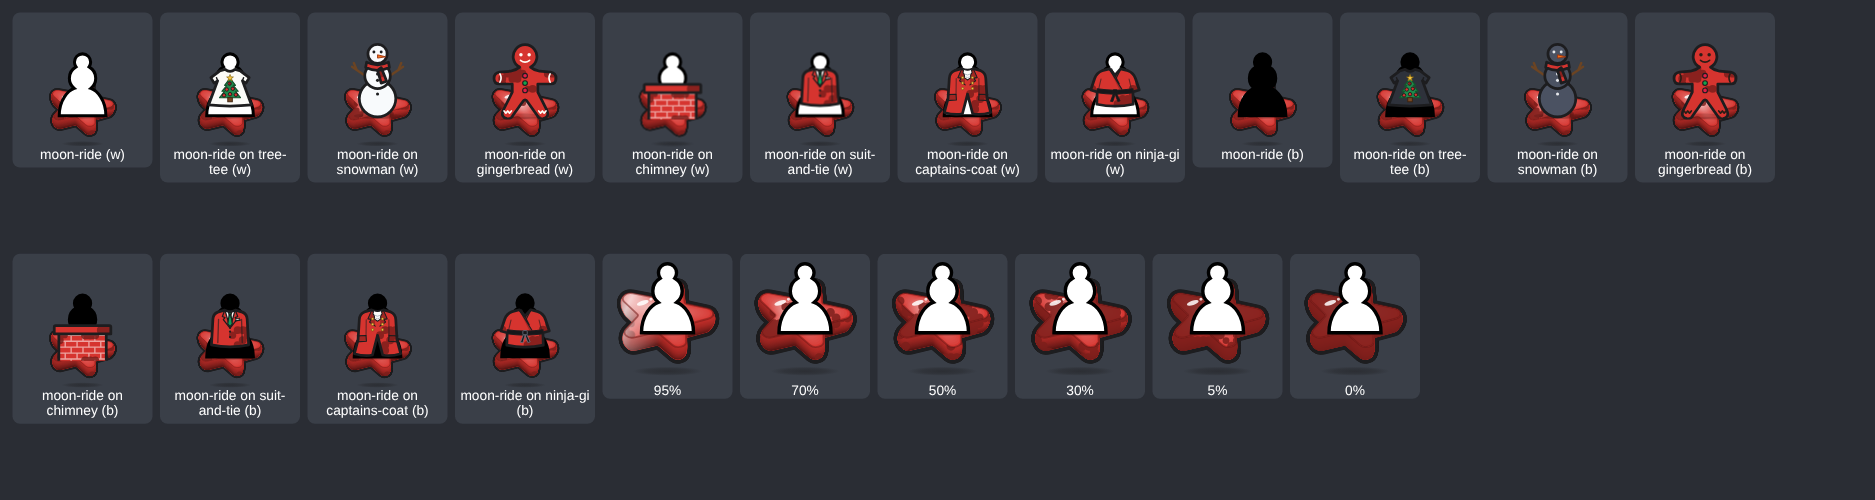 moon-ride (w)
moon-ride on tree-
tee (w)
moon-ride on
snowman (w)
moon-ride on
gingerbread (w)
moon-ride on
chimney (w)
moon-ride on suit-
and-tie (w)
moon-ride on
captains-coat (w)
moon-ride on ninja-gi
(w)
moon-ride (b)
moon-ride on tree-
tee (b)
moon-ride on
snowman (b)
moon-ride on
gingerbread (b)
moon-ride on
chimney (b)
moon-ride on suit-
and-tie (b)
moon-ride on
captains-coat (b)
moon-ride on ninja-gi
(b)
95%
70%
50%
30%
5%
0%